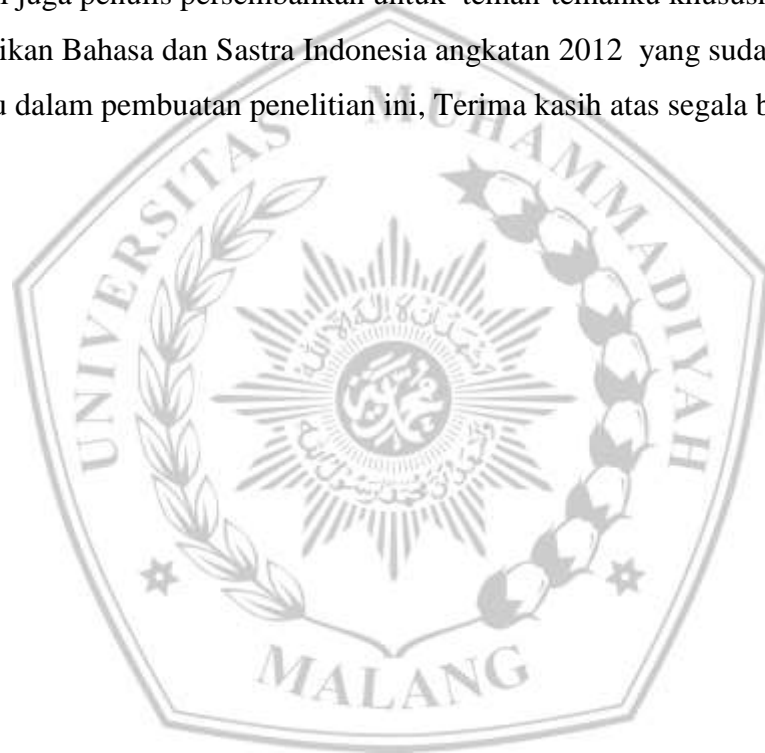 juga penulis persembahkan untuk teman-temanku khusus
Bahasa dan Sastra Indonesia angkatan 2012 yang suda
dalam pembuatan penelitian ini, Terima kasih atas segala b
UNIVERSITAS MUHAMMADIYAH
MALANG